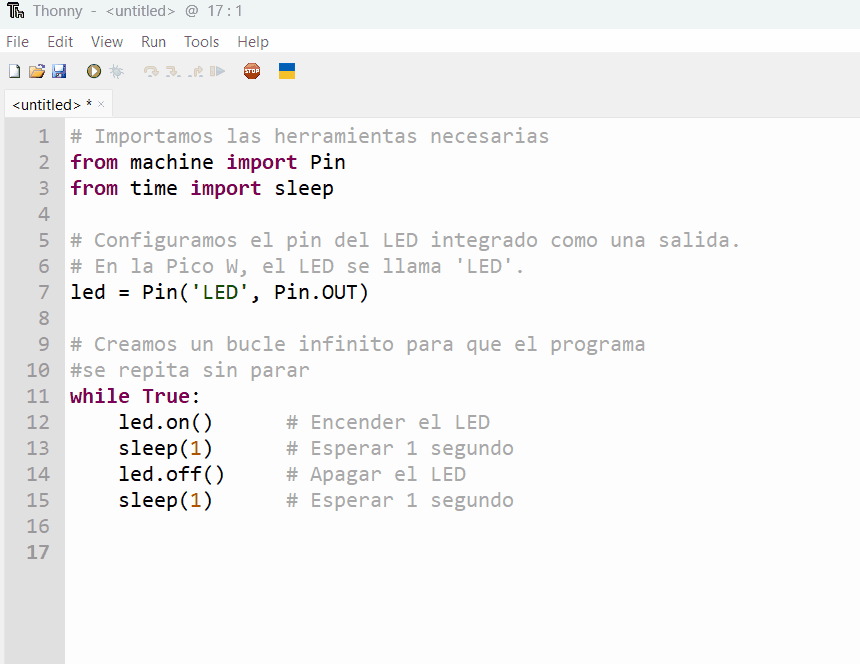 Thonny - <untitled> @ 17 : 1
File Edit View Run Tools Help
STOP
<untitled> * ×
1 # Importamos las herramientas necesarias
2 from machine import Pin
3 from time import sleep
4
5 # Configuramos el pin del LED integrado como una salida.
6 # En la Pico W, el LED se llama 'LED'.
7 led = Pin('LED', Pin.OUT)
8
9 # Creamos un bucle infinito para que el programa
10 #se repita sin parar
11 while True:
12     led.on()      # Encender el LED
13     sleep(1)      # Esperar 1 segundo
14     led.off()     # Apagar el LED
15     sleep(1)      # Esperar 1 segundo
16
17